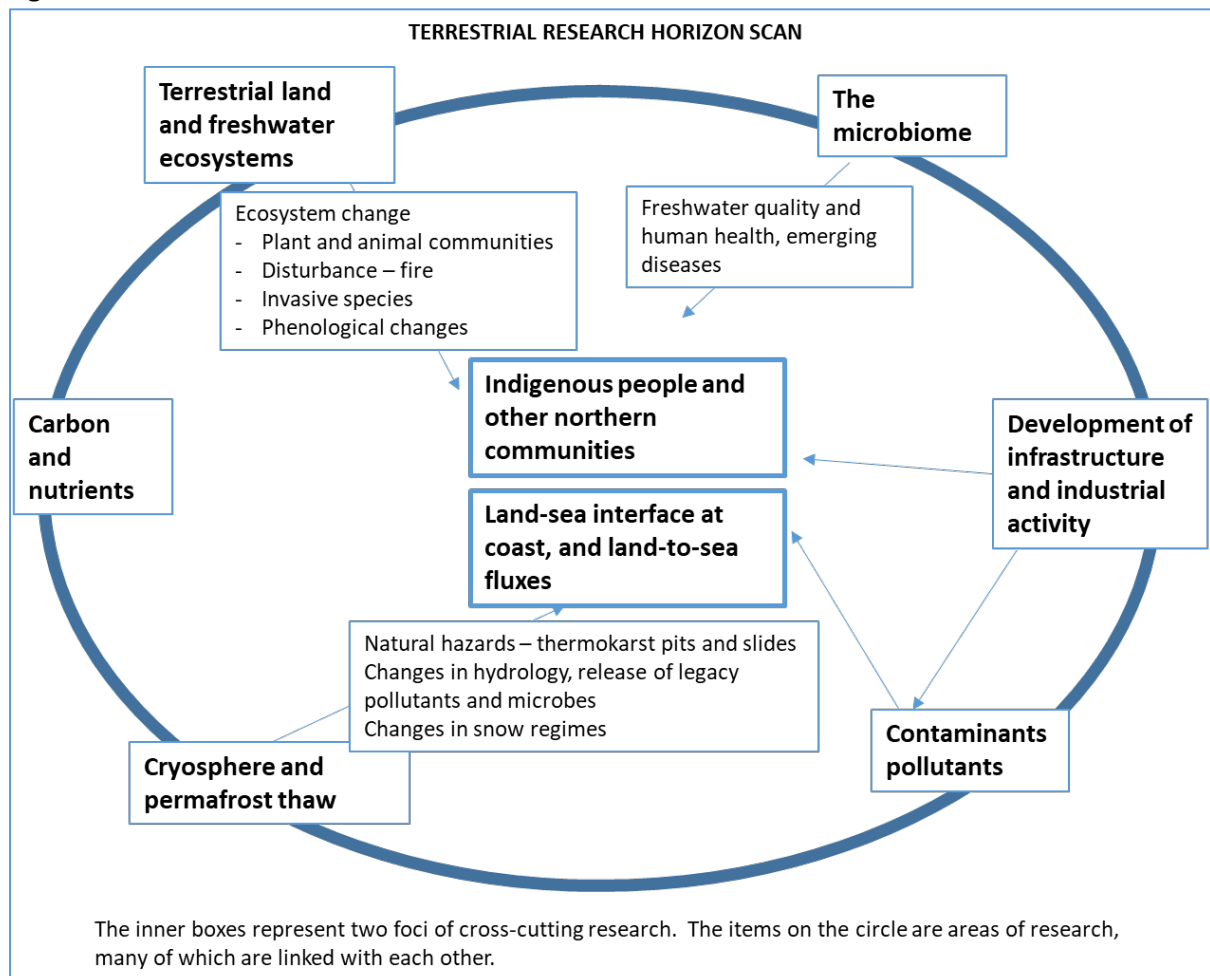 TERRESTRIAL RESEARCH HORIZON SCAN
Terrestrial land
and freshwater
ecosystems
The
microbiome
Ecosystem change
- Plant and animal communities
- Disturbance – fire
- Invasive species
- Phenological changes
Freshwater quality and
human health, emerging
diseases
Indigenous people and
other northern
communities
Carbon
and
nutrients
Development of
infrastructure
and industrial
activity
Land-sea interface at
coast, and land-to-sea
fluxes
Natural hazards – thermokarst pits and slides
Changes in hydrology, release of legacy
pollutants and microbes
Changes in snow regimes
Cryosphere and
permafrost thaw
Contaminants
pollutants
The inner boxes represent two foci of cross-cutting research.  The items on the circle are areas of research,
many of which are linked with each other.